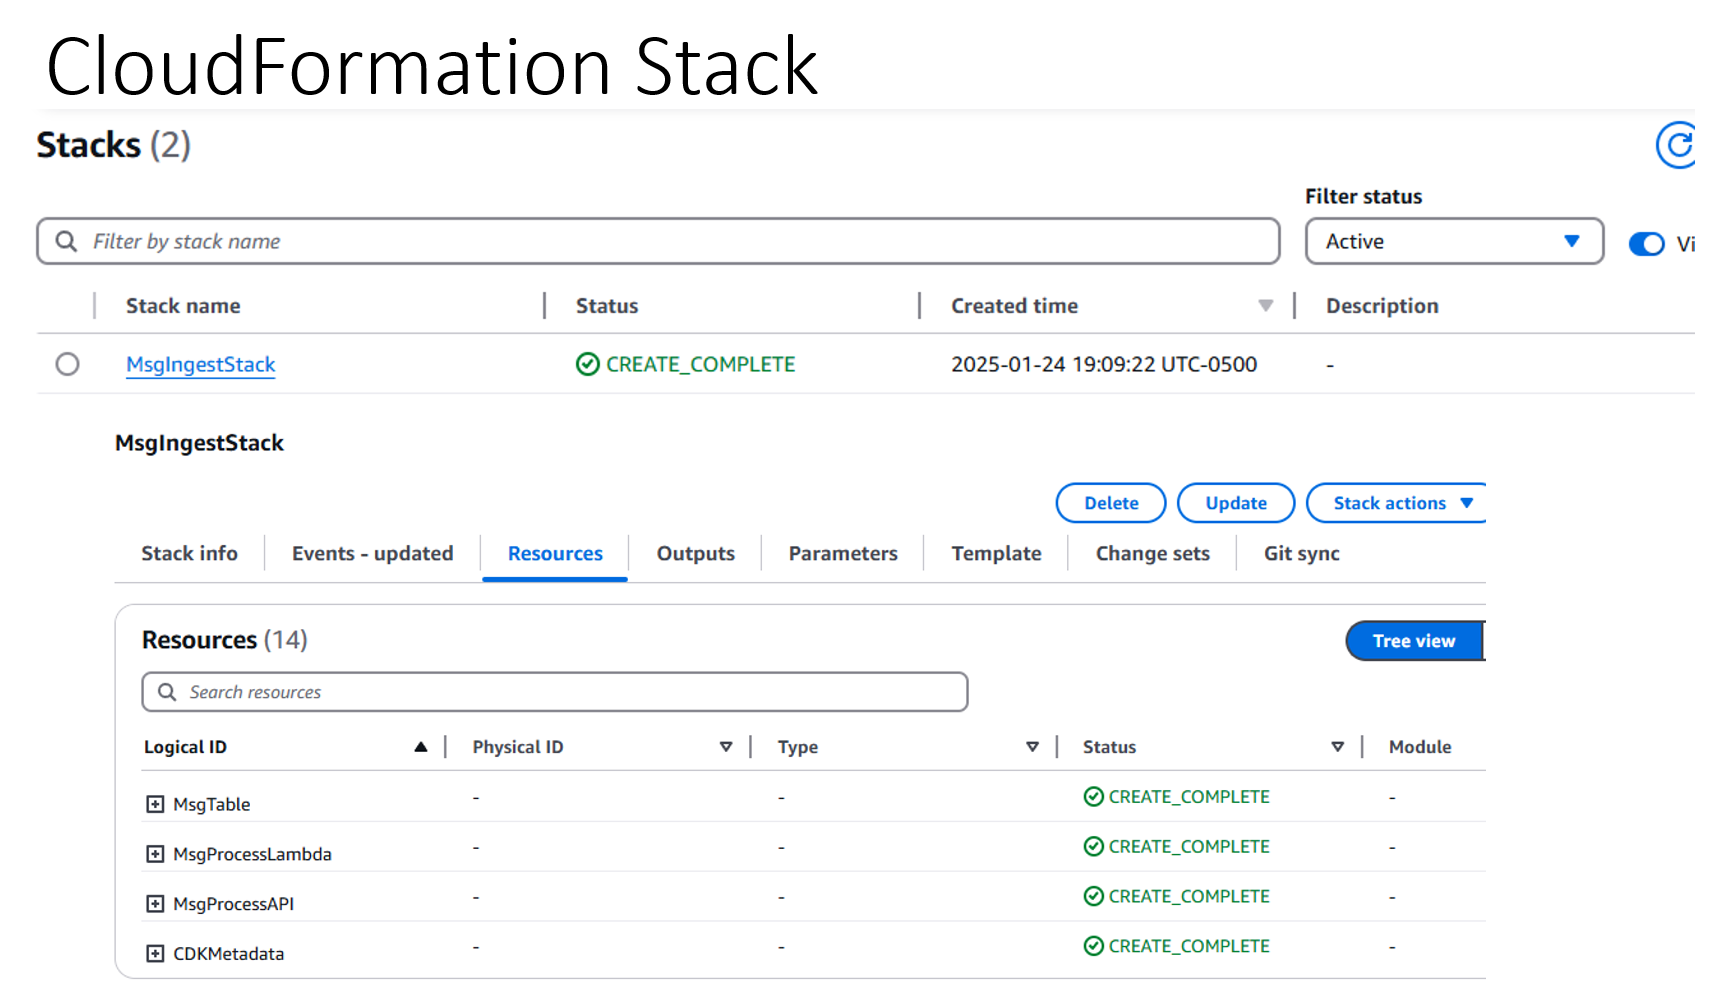 CloudFormation Stack
Stacks (2)
Filter status
Filter by stack name
Active
Vi
Stack name Status Created time Description
MsgIngestStack CREATE_COMPLETE 2025-01-24 19:09:22 UTC-0500 -
MsgIngestStack
Delete Update Stack actions
Stack info Events - updated Resources Outputs Parameters Template Change sets Git sync
Resources (14)
Tree view
Search resources
Logical ID Physical ID Type Status Module
MsgTable - - CREATE_COMPLETE -
MsgProcessLambda - - CREATE_COMPLETE -
MsgProcessAPI - - CREATE_COMPLETE -
CDKMetadata - - CREATE_COMPLETE -